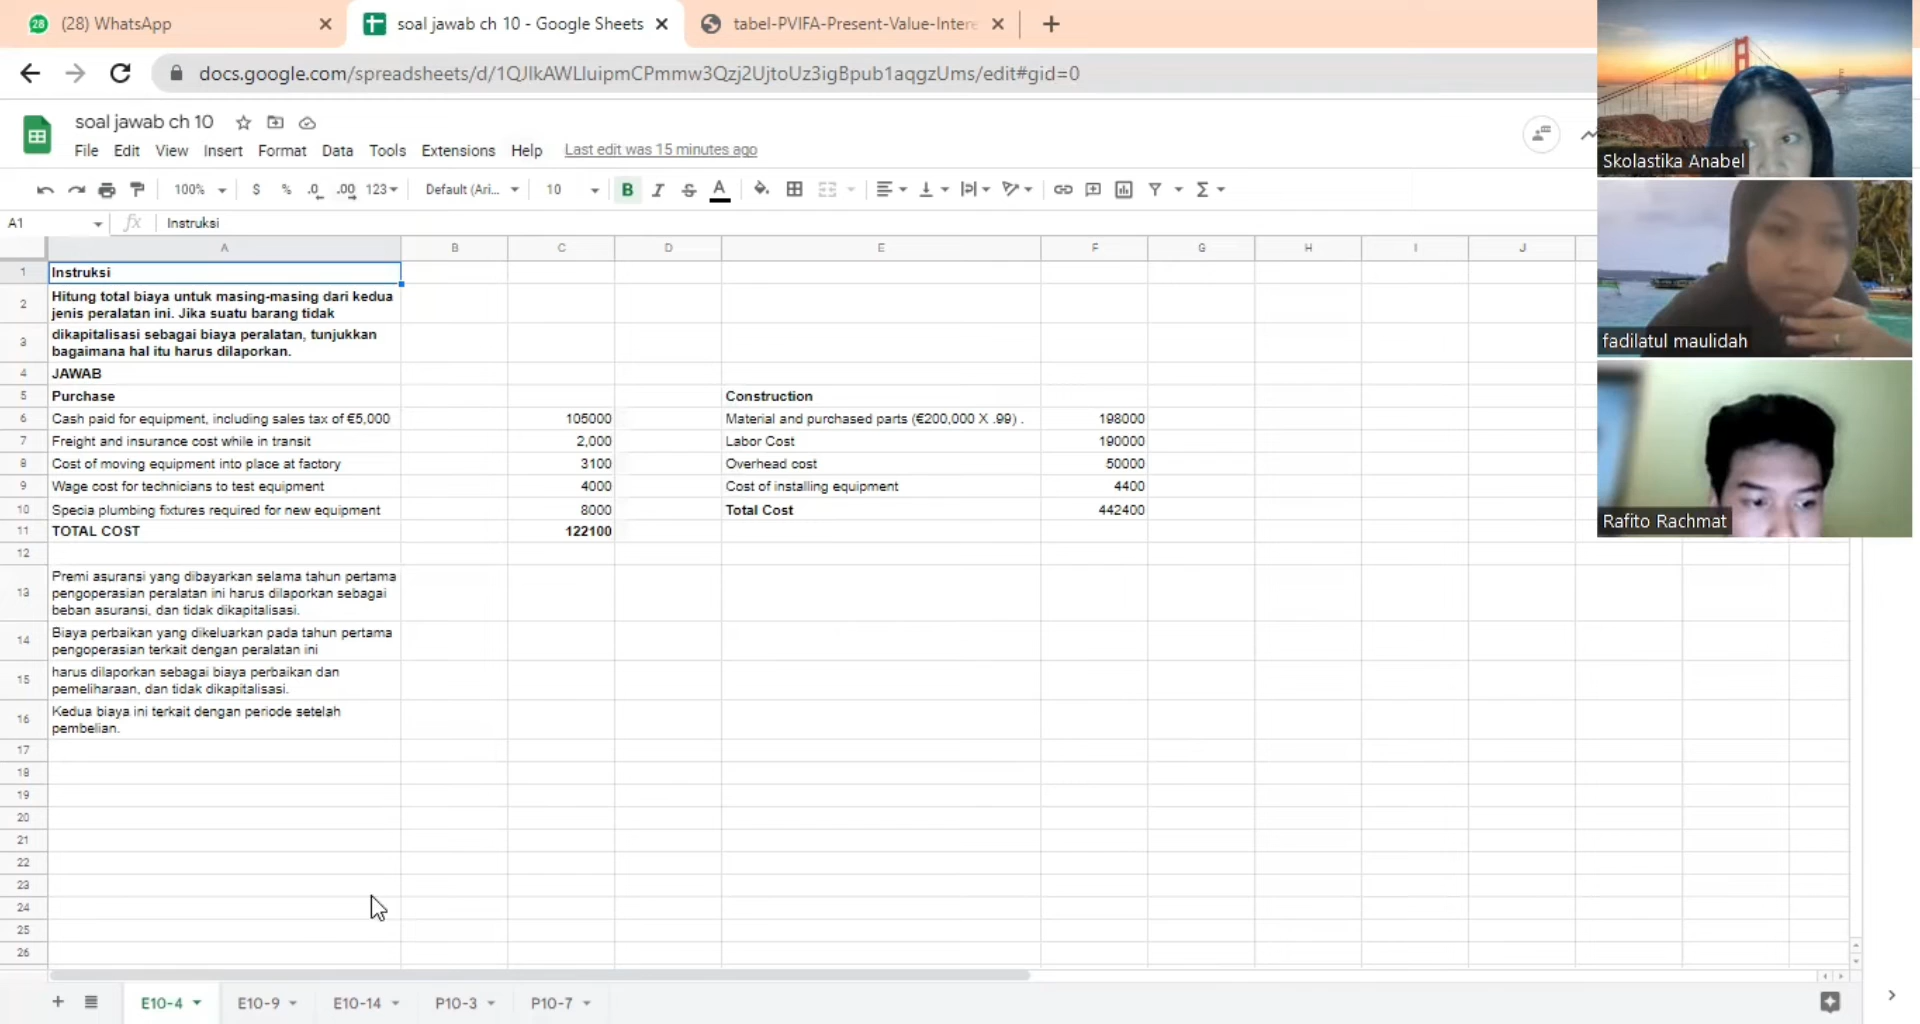 28
(28) WhatsApp
soal jawab ch 10 - Google Sheets
tabel-PVIFA-Present-Value-Intere
docs.google.com/spreadsheets/d/1QJlkAWLluipmCPmmw3Qzj2UjtoUz3igBpub1aqgzUms/edit#gid=0
soal jawab ch 10
File Edit View Insert Format Data Tools Extensions Help Last edit was 15 minutes ago
100% $ % .0 .00 123 Default (Ari... 10 B I S A Σ
A1 fx Instruksi
A B C D E F G H I J
1 Instruksi
2 Hitung total biaya untuk masing-masing dari kedua
jenis peralatan ini. Jika suatu barang tidak
3 dikapitalisasi sebagai biaya peralatan, tunjukkan
bagaimana hal itu harus dilaporkan.
4 JAWAB
5 Purchase Construction
6 Cash paid for equipment, including sales tax of €5,000 105000 Material and purchased parts (€200,000 X .99) . 198000
7 Freight and insurance cost while in transit 2,000 Labor Cost 190000
8 Cost of moving equipment into place at factory 3100 Overhead cost 50000
9 Wage cost for technicians to test equipment 4000 Cost of installing equipment 4400
10 Specia plumbing fixtures required for new equipment 8000 Total Cost 442400
11 TOTAL COST 122100
12
13 Premi asuransi yang dibayarkan selama tahun pertama
pengoperasian peralatan ini harus dilaporkan sebagai
beban asuransi, dan tidak dikapitalisasi.
14 Biaya perbaikan yang dikeluarkan pada tahun pertama
pengoperasian terkait dengan peralatan ini
15 harus dilaporkan sebagai biaya perbaikan dan
pemeliharaan, dan tidak dikapitalisasi.
16 Kedua biaya ini terkait dengan periode setelah
pembelian.
17
18
19
20
21
22
23
24
25
26
E10-4 E10-9 E10-14 P10-3 P10-7
Skolastika Anabel
fadilatul maulidah
Rafito Rachmat